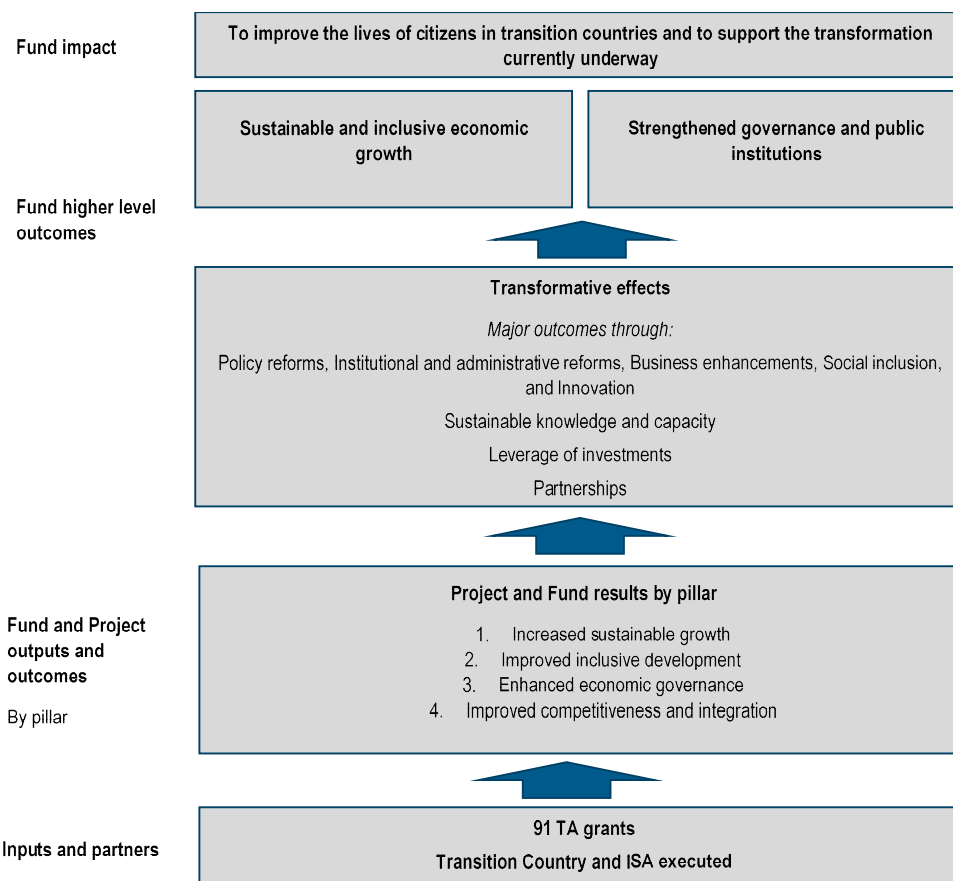 Fund impact
To improve the lives of citizens in transition countries and to support the transformation
currently underway
Sustainable and inclusive economic
growth
Strengthened governance and public
institutions
Fund higher level
outcomes
Transformative effects
Major outcomes through:
Policy reforms, Institutional and administrative reforms, Business enhancements, Social inclusion,
and Innovation
Sustainable knowledge and capacity
Leverage of investments
Partnerships
Fund and Project
outputs and
outcomes
By pillar
Project and Fund results by pillar
1. Increased sustainable growth
2. Improved inclusive development
3. Enhanced economic governance
4. Improved competitiveness and integration
Inputs and partners
91 TA grants
Transition Country and ISA executed